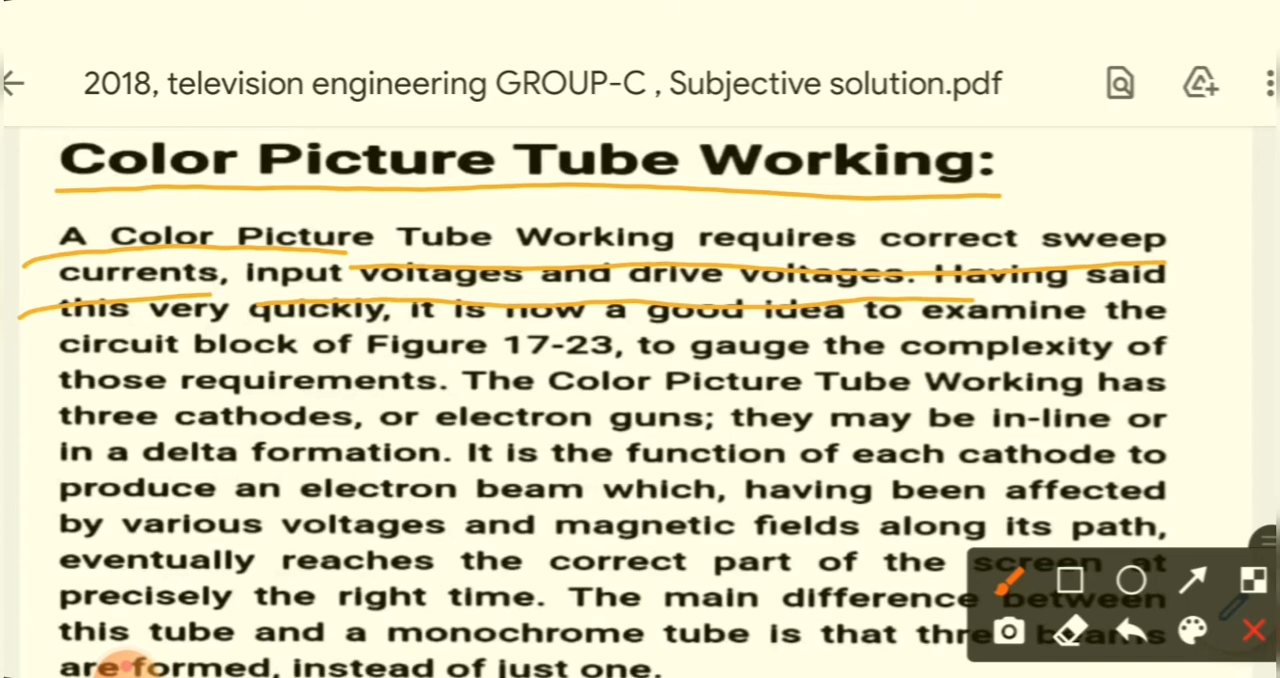 2018, television engineering GROUP-C , Subjective solution.pdf
Color Picture Tube Working:
A Color Picture Tube Working requires correct sweep
currents, input voltages and drive voltages. Having said
this very quickly, it is now a good idea to examine the
circuit block of Figure 17-23, to gauge the complexity of
those requirements. The Color Picture Tube Working has
three cathodes, or electron guns; they may be in-line or
in a delta formation. It is the function of each cathode to
produce an electron beam which, having been affected
by various voltages and magnetic fields along its path,
eventually reaches the correct part of the screen at
precisely the right time. The main difference between
this tube and a monochrome tube is that three beams
are formed, instead of just one.